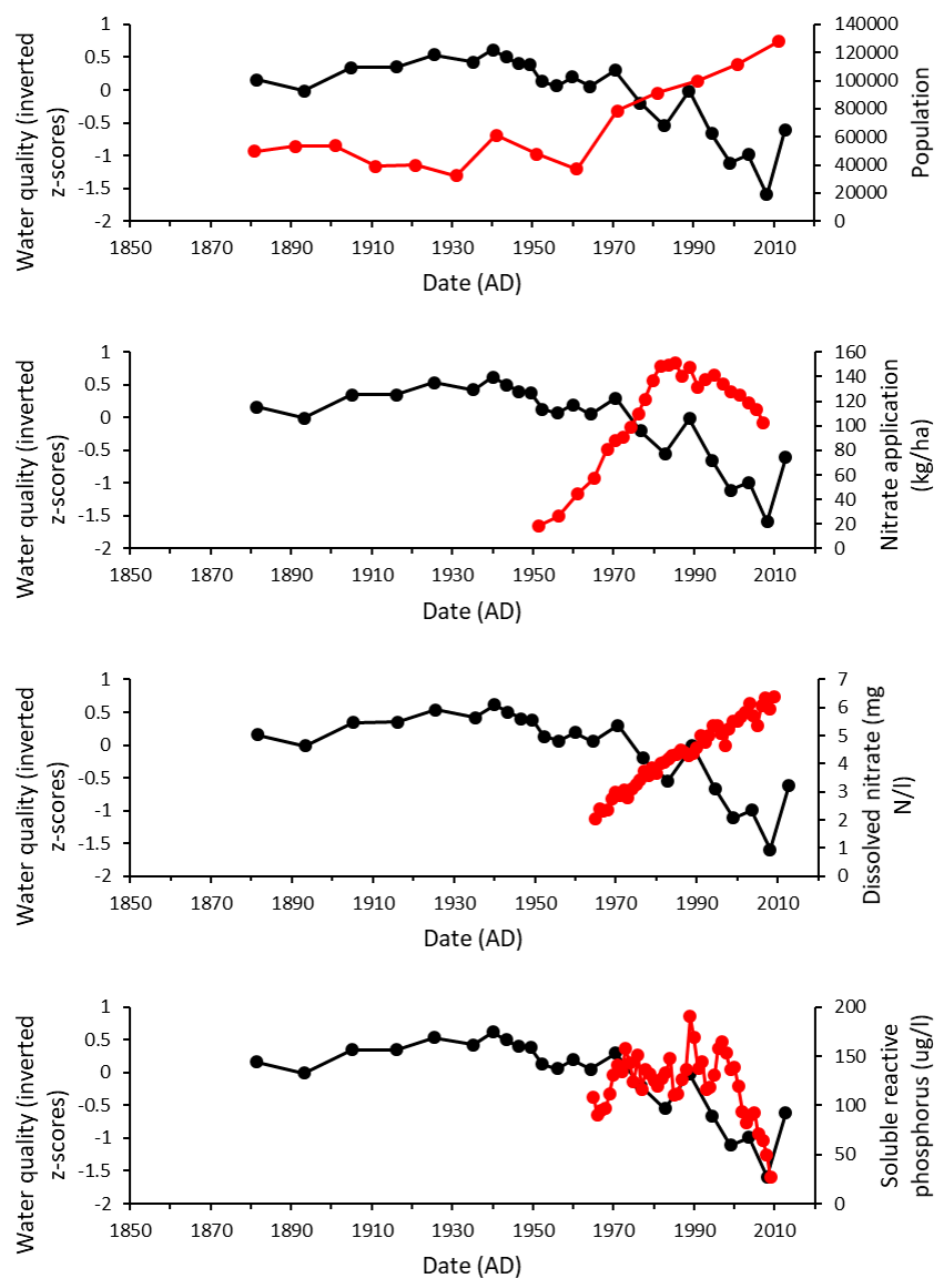 Water quality (inverted
z-scores)
1
0.5
0
-0.5
-1
-1.5
-2
140000
120000
100000
80000
60000
40000
20000
0
Population
1850 1870 1890 1910 1930 1950 1970 1990 2010
Date (AD)
Water quality (inverted
z-scores)
1
0.5
0
-0.5
-1
-1.5
-2
160
140
120
100
80
60
40
20
0
Nitrate application
(kg/ha)
1850 1870 1890 1910 1930 1950 1970 1990 2010
Date (AD)
Water quality (inverted
z-scores)
1
0.5
0
-0.5
-1
-1.5
-2
7
6
5
4
3
2
1
0
Dissolved nitrate (mg
N/l)
1850 1870 1890 1910 1930 1950 1970 1990 2010
Date (AD)
Water quality (inverted
z-scores)
1
0.5
0
-0.5
-1
-1.5
-2
200
150
100
50
0
Soluble reactive
phosphorus (ug/l)
1850 1870 1890 1910 1930 1950 1970 1990 2010
Date (AD)